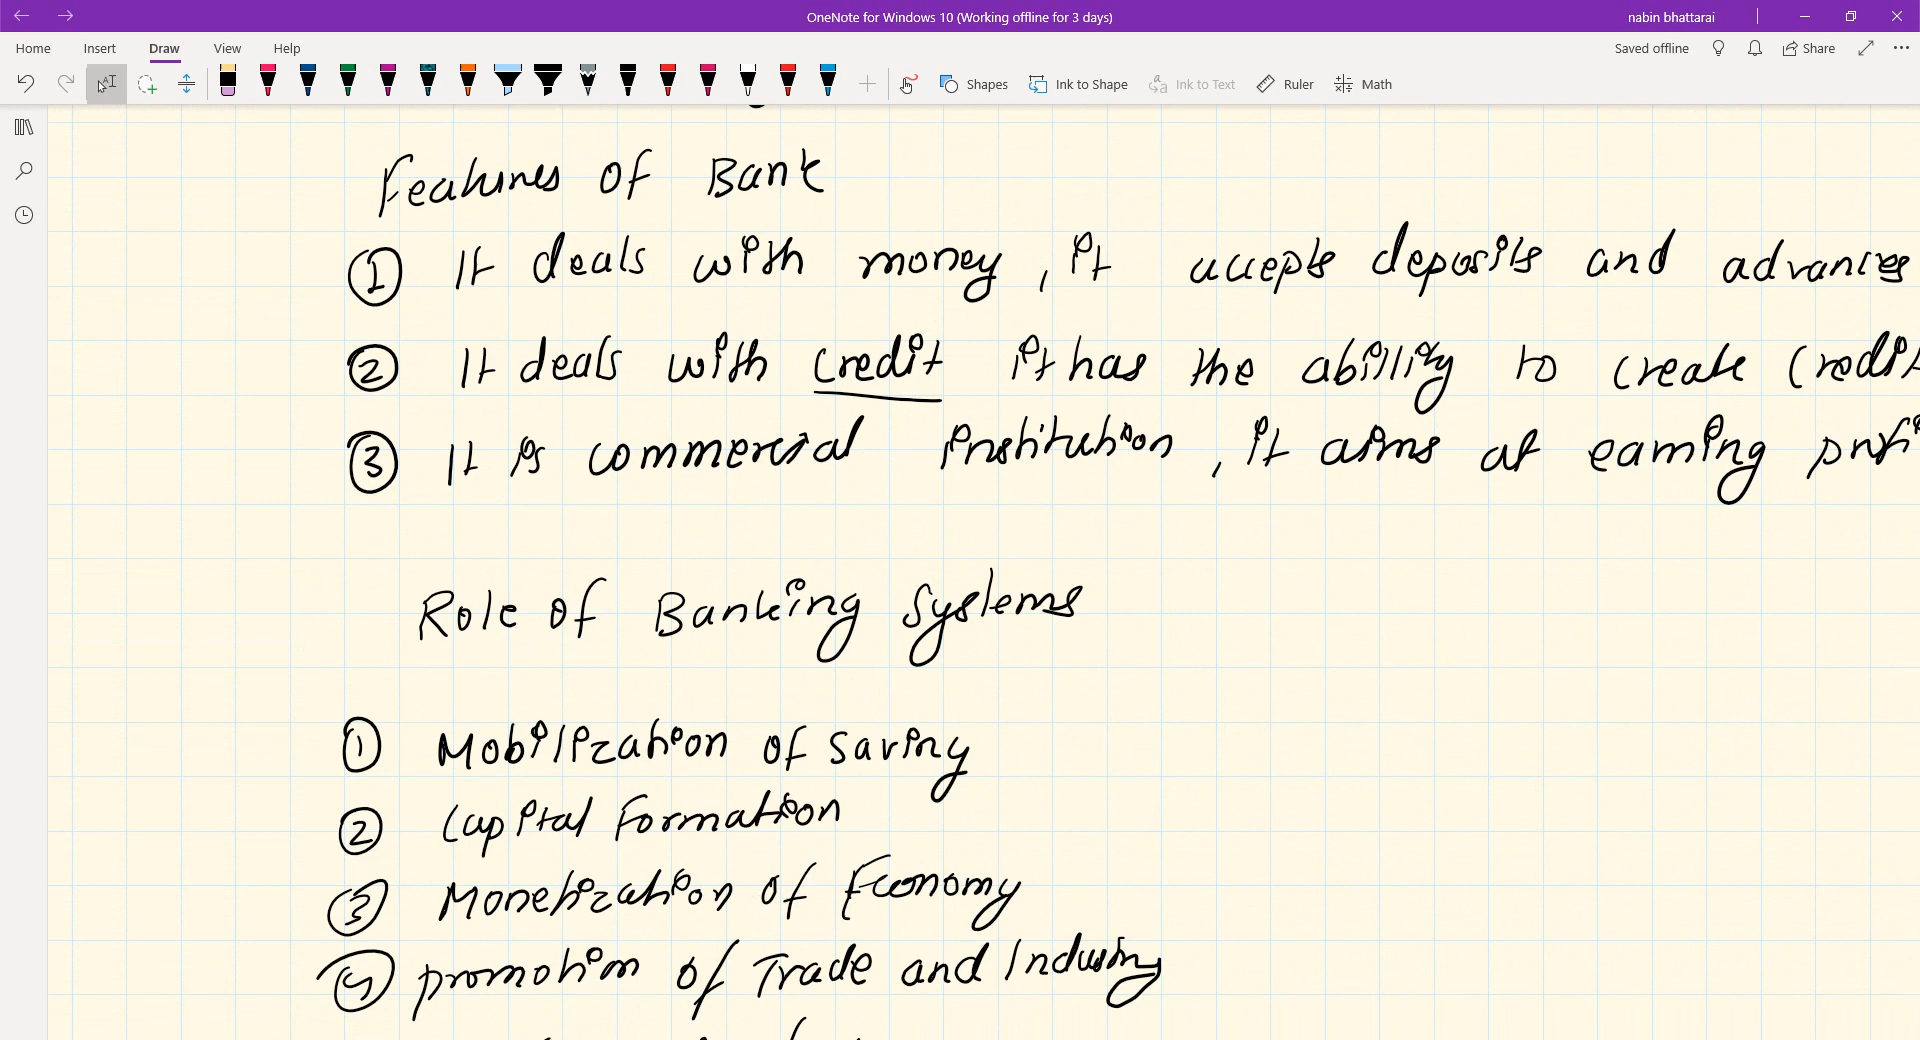 OneNote for Windows 10 (Working offline for 3 days)
nabin bhattarai
Home Insert Draw View Help
Saved offline Share
Shapes Ink to Shape Ink to Text Ruler Math
Features of Bank
① It deals with money, it accepts deposits and advances
② It deals with credit it has the ability to create credit
③ It is commercial institution, it aims at earning profi
Role of Banking Systems
① Mobilization of Saving
② Capital Formation
③ Monetization of Economy
④ promotion of Trade and Industry